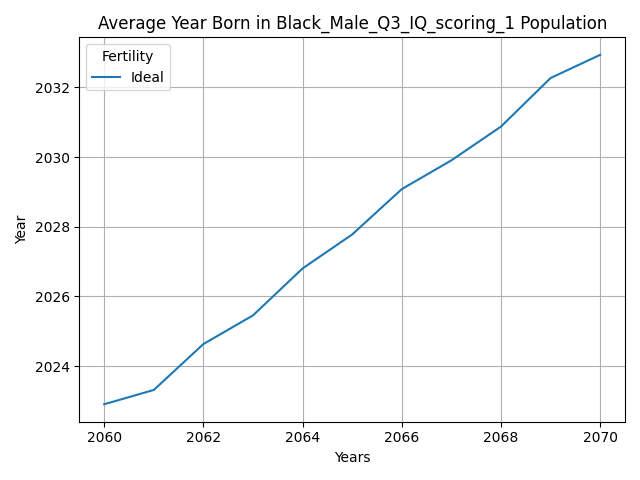 Average Year Born in Black_Male_Q3_IQ_scoring_1 Population
Fertility
Ideal
2032
2030
2028
2026
2024
Year
2060 2062 2064 2066 2068 2070
Years